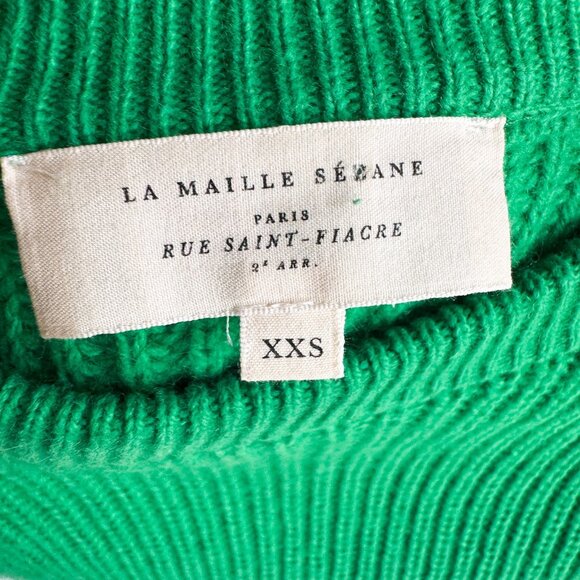 LA MAILLE SÉZANE
PARIS
RUE SAINT-FIACRE
2ᵉ ARR.
XXS